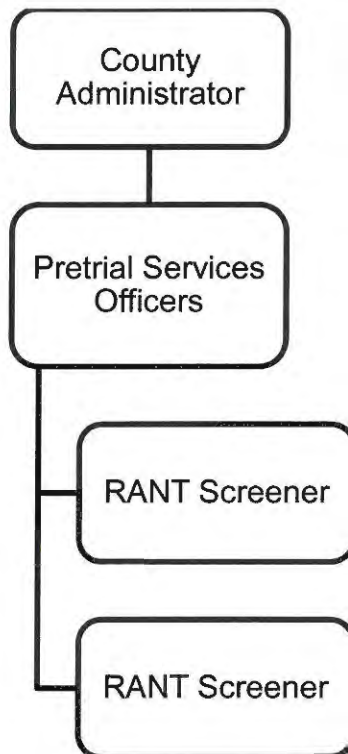 County
Administrator
Pretrial Services
Officers
RANT Screener
RANT Screener